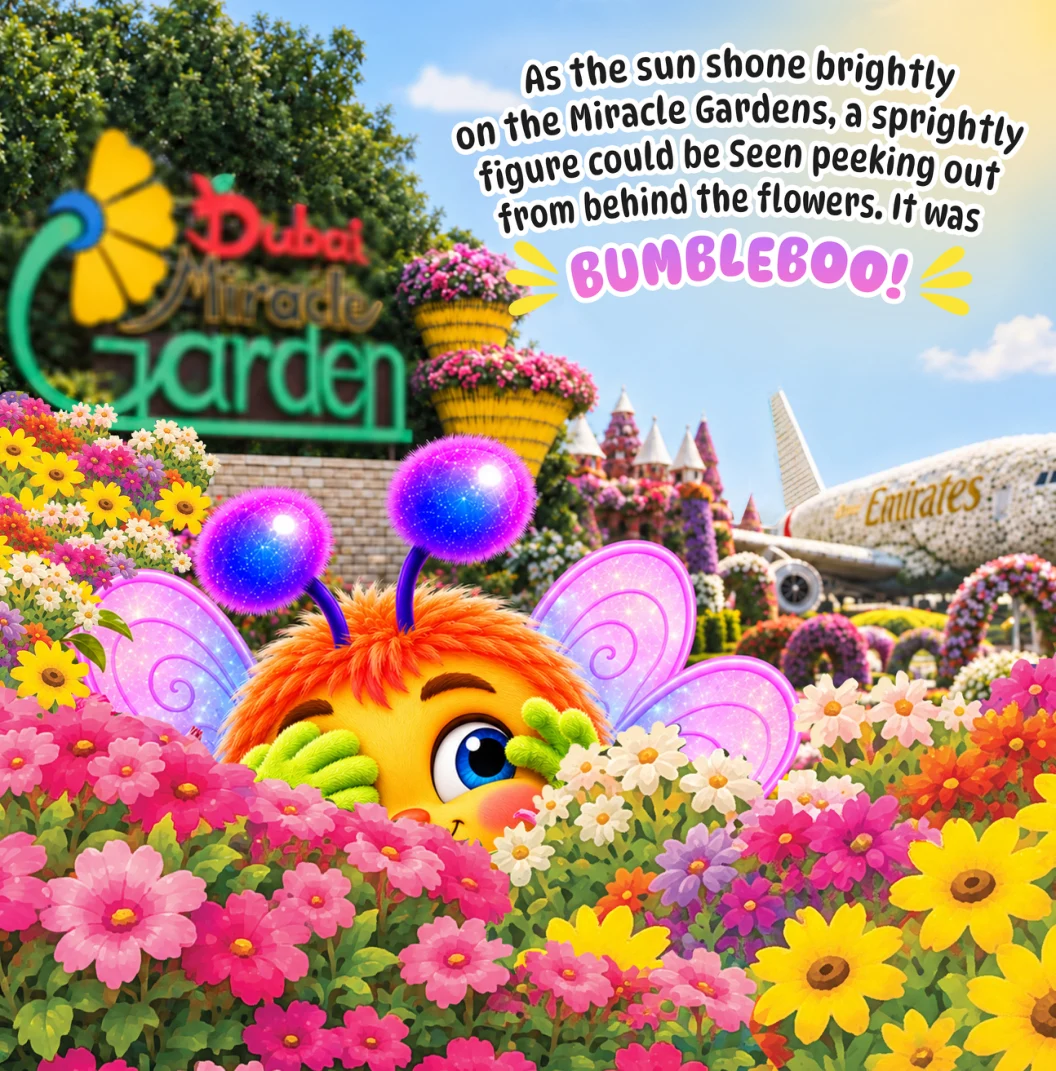 As the sun shone brightly
on the Miracle Gardens, a sprightly
figure could be Seen peeking out
from behind the flowers. It was
BUMBLEBOO!
Dubai
Miracle
Garden
Emirates